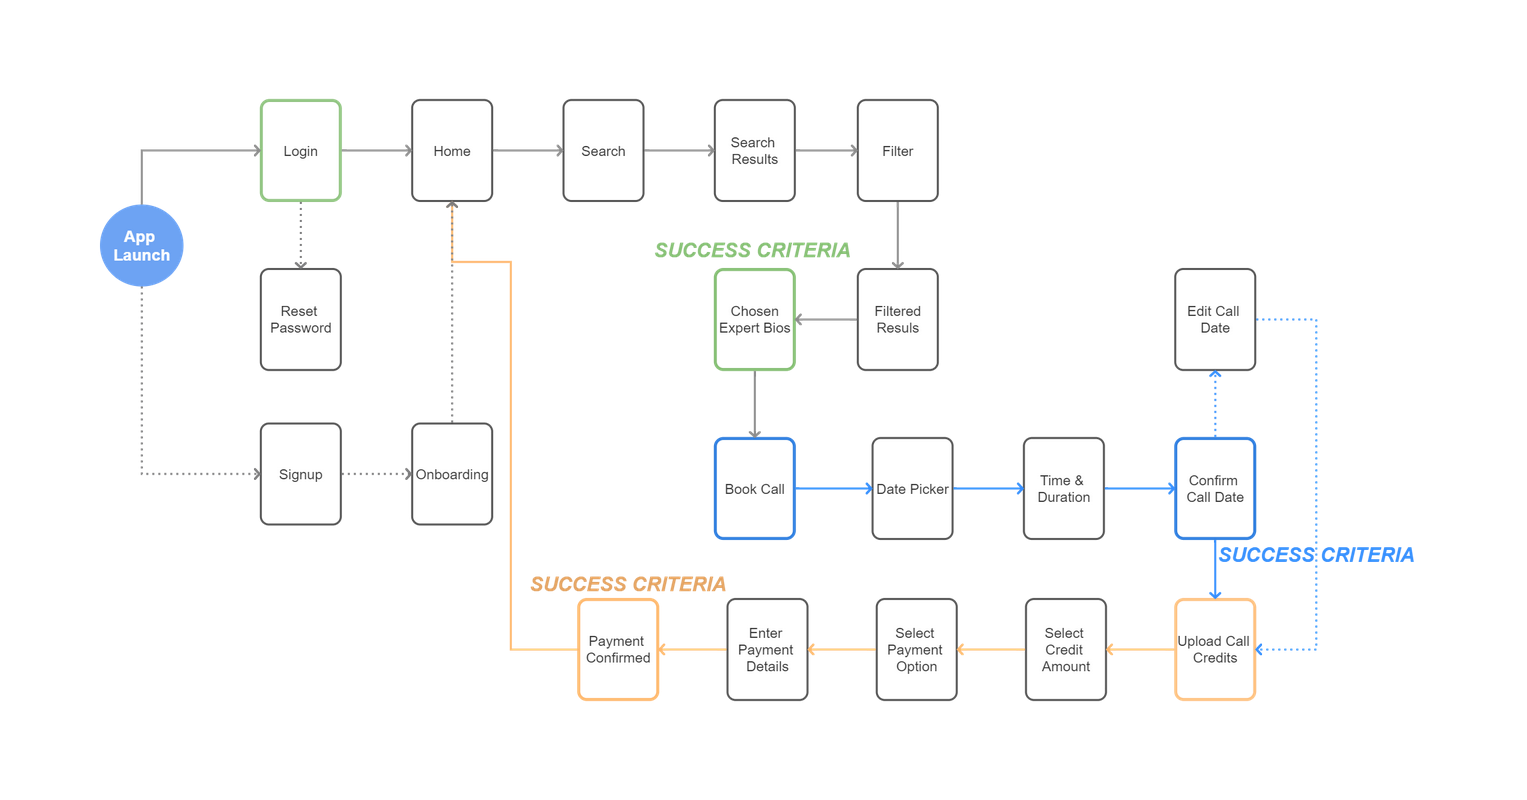 Login
Home
Search
Search
Results
Filter
App
Launch
SUCCESS CRITERIA
Reset
Password
Chosen
Expert Bios
Filtered
Resuls
Edit Call
Date
Signup
Onboarding
Book Call
Date Picker
Time &
Duration
Confirm
Call Date
SUCCESS CRITERIA
SUCCESS CRITERIA
Payment
Confirmed
Enter
Payment
Details
Select
Payment
Option
Select
Credit
Amount
Upload Call
Credits